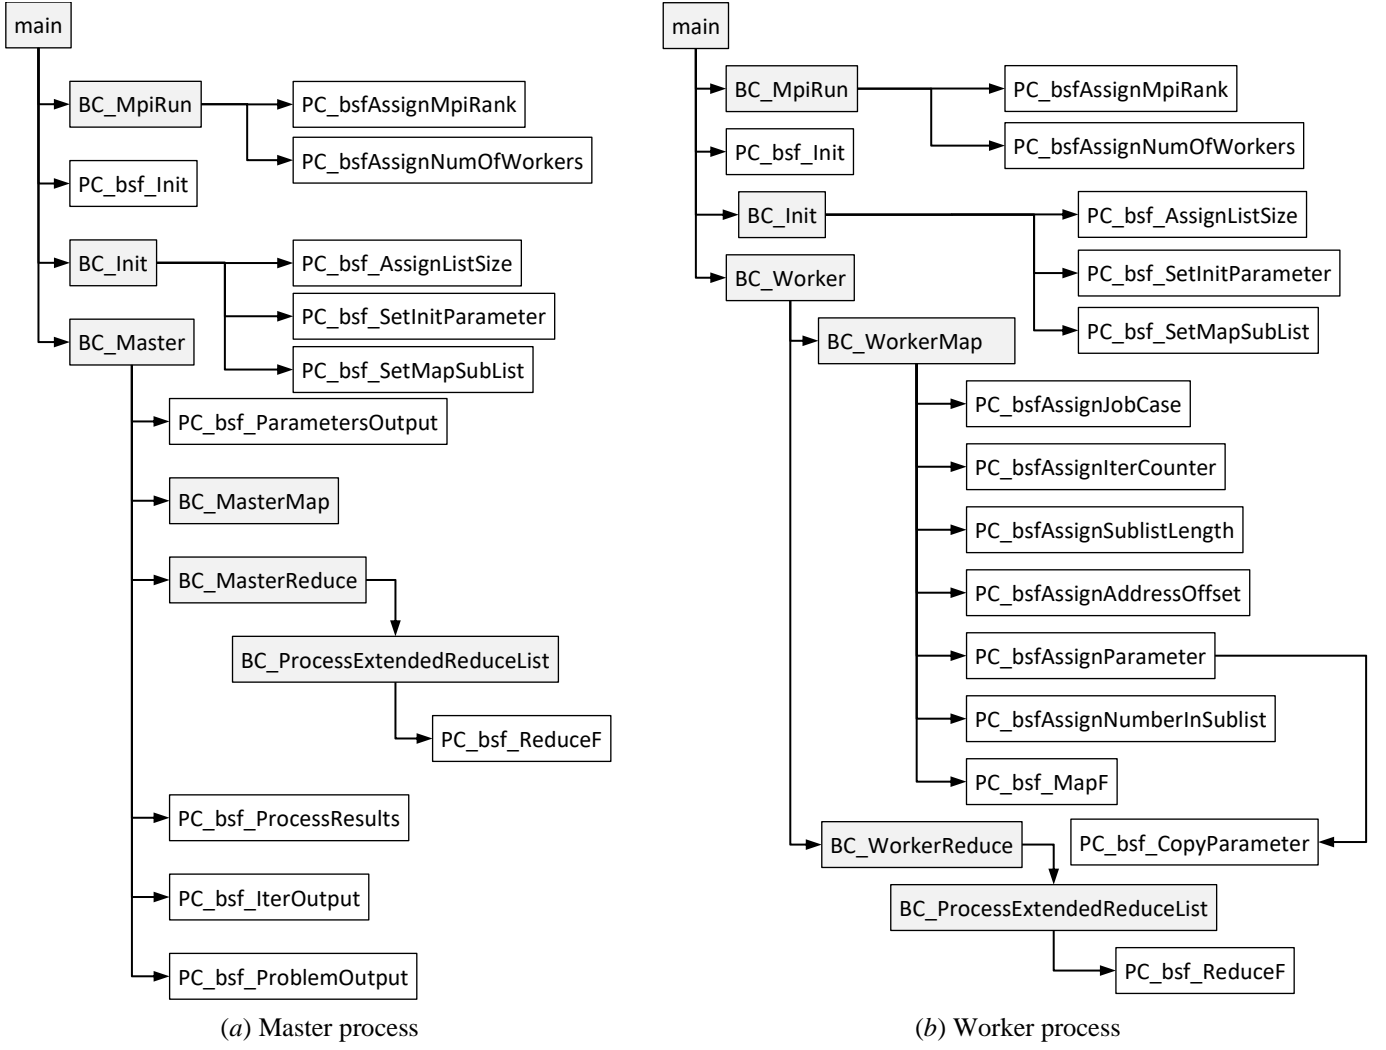 main
BC_MpiRun
PC_bsfAssignMpiRank
PC_bsfAssignNumOfWorkers
PC_bsf_Init
BC_Init
PC_bsf_AssignListSize
PC_bsf_SetInitParameter
BC_Master
PC_bsf_SetMapSubList
PC_bsf_ParametersOutput
BC_MasterMap
BC_MasterReduce
BC_ProcessExtendedReduceList
PC_bsf_ReduceF
PC_bsf_ProcessResults
PC_bsf_IterOutput
PC_bsf_ProblemOutput
(a) Master process
main
BC_MpiRun
PC_bsfAssignMpiRank
PC_bsfAssignNumOfWorkers
PC_bsf_Init
BC_Init
PC_bsf_AssignListSize
PC_bsf_SetInitParameter
BC_Worker
PC_bsf_SetMapSubList
BC_WorkerMap
PC_bsfAssignJobCase
PC_bsfAssignIterCounter
PC_bsfAssignSublistLength
PC_bsfAssignAddressOffset
PC_bsfAssignParameter
PC_bsfAssignNumberInSublist
PC_bsf_MapF
PC_bsf_CopyParameter
BC_WorkerReduce
BC_ProcessExtendedReduceList
PC_bsf_ReduceF
(b) Worker process